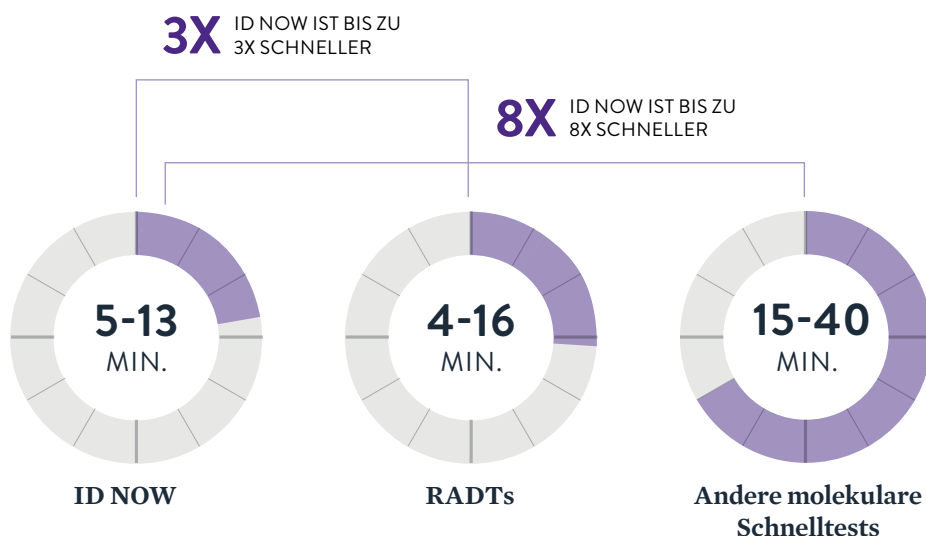 3X ID NOW IST BIS ZU
3X SCHNELLER
8X ID NOW IST BIS ZU
8X SCHNELLER
5-13
MIN.
4-16
MIN.
15-40
MIN.
ID NOW
RADTs
Andere molekulare
Schnelltests